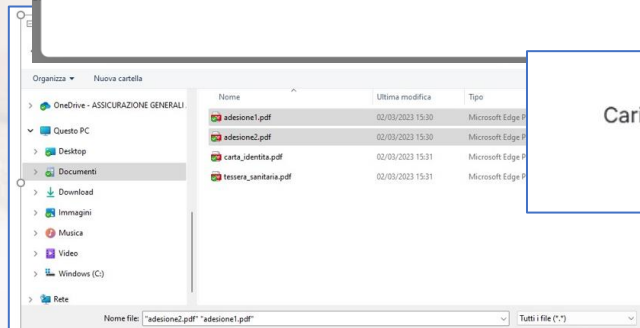 Organizza Nuova cartella
Nome Ultima modifica Tipo
OneDrive - ASSICURAZIONE GENERALI
Questo PC
Desktop
Documenti
Download
Immagini
Musica
Video
Windows (C:)
Rete
adesione1.pdf 02/03/2023 15:30 Microsoft Edge P
adesione2.pdf 02/03/2023 15:30 Microsoft Edge P
carta_identita.pdf 02/03/2023 15:31 Microsoft Edge P
tessera_sanitaria.pdf 02/03/2023 15:31 Microsoft Edge P
Cari
Nome file: "adesione2.pdf" "adesione1.pdf" Tutti i file (*.*)